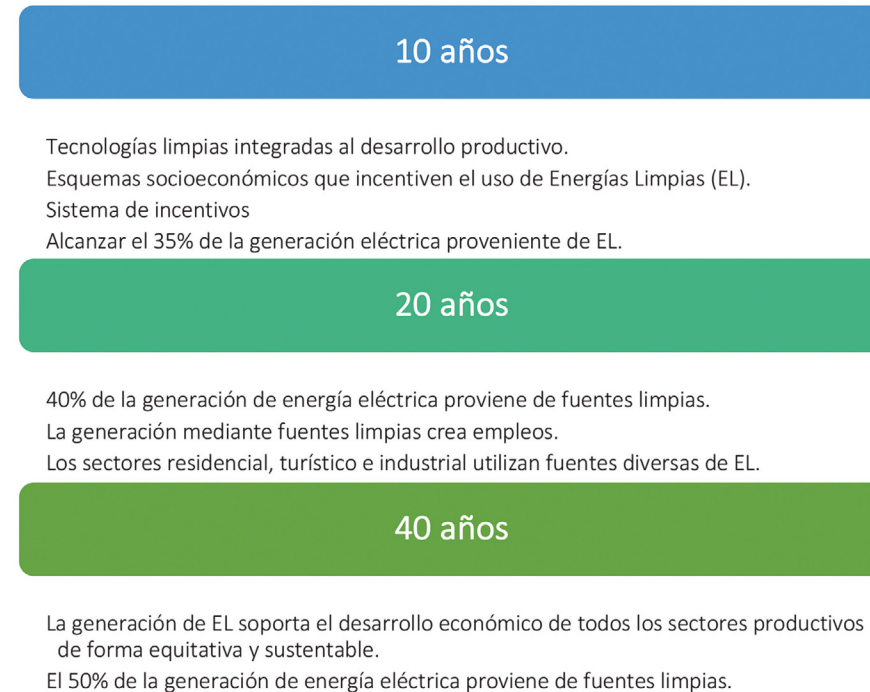 10 años
Tecnologías limpias integradas al desarrollo productivo.
Esquemas socioeconómicos que incentiven el uso de Energías Limpias (EL).
Sistema de incentivos
Alcanzar el 35% de la generación eléctrica proveniente de EL.
20 años
40% de la generación de energía eléctrica proviene de fuentes limpias.
La generación mediante fuentes limpias crea empleos.
Los sectores residencial, turístico e industrial utilizan fuentes diversas de EL.
40 años
La generación de EL soporta el desarrollo económico de todos los sectores productivos
de forma equitativa y sustentable.
El 50% de la generación de energía eléctrica proviene de fuentes limpias.